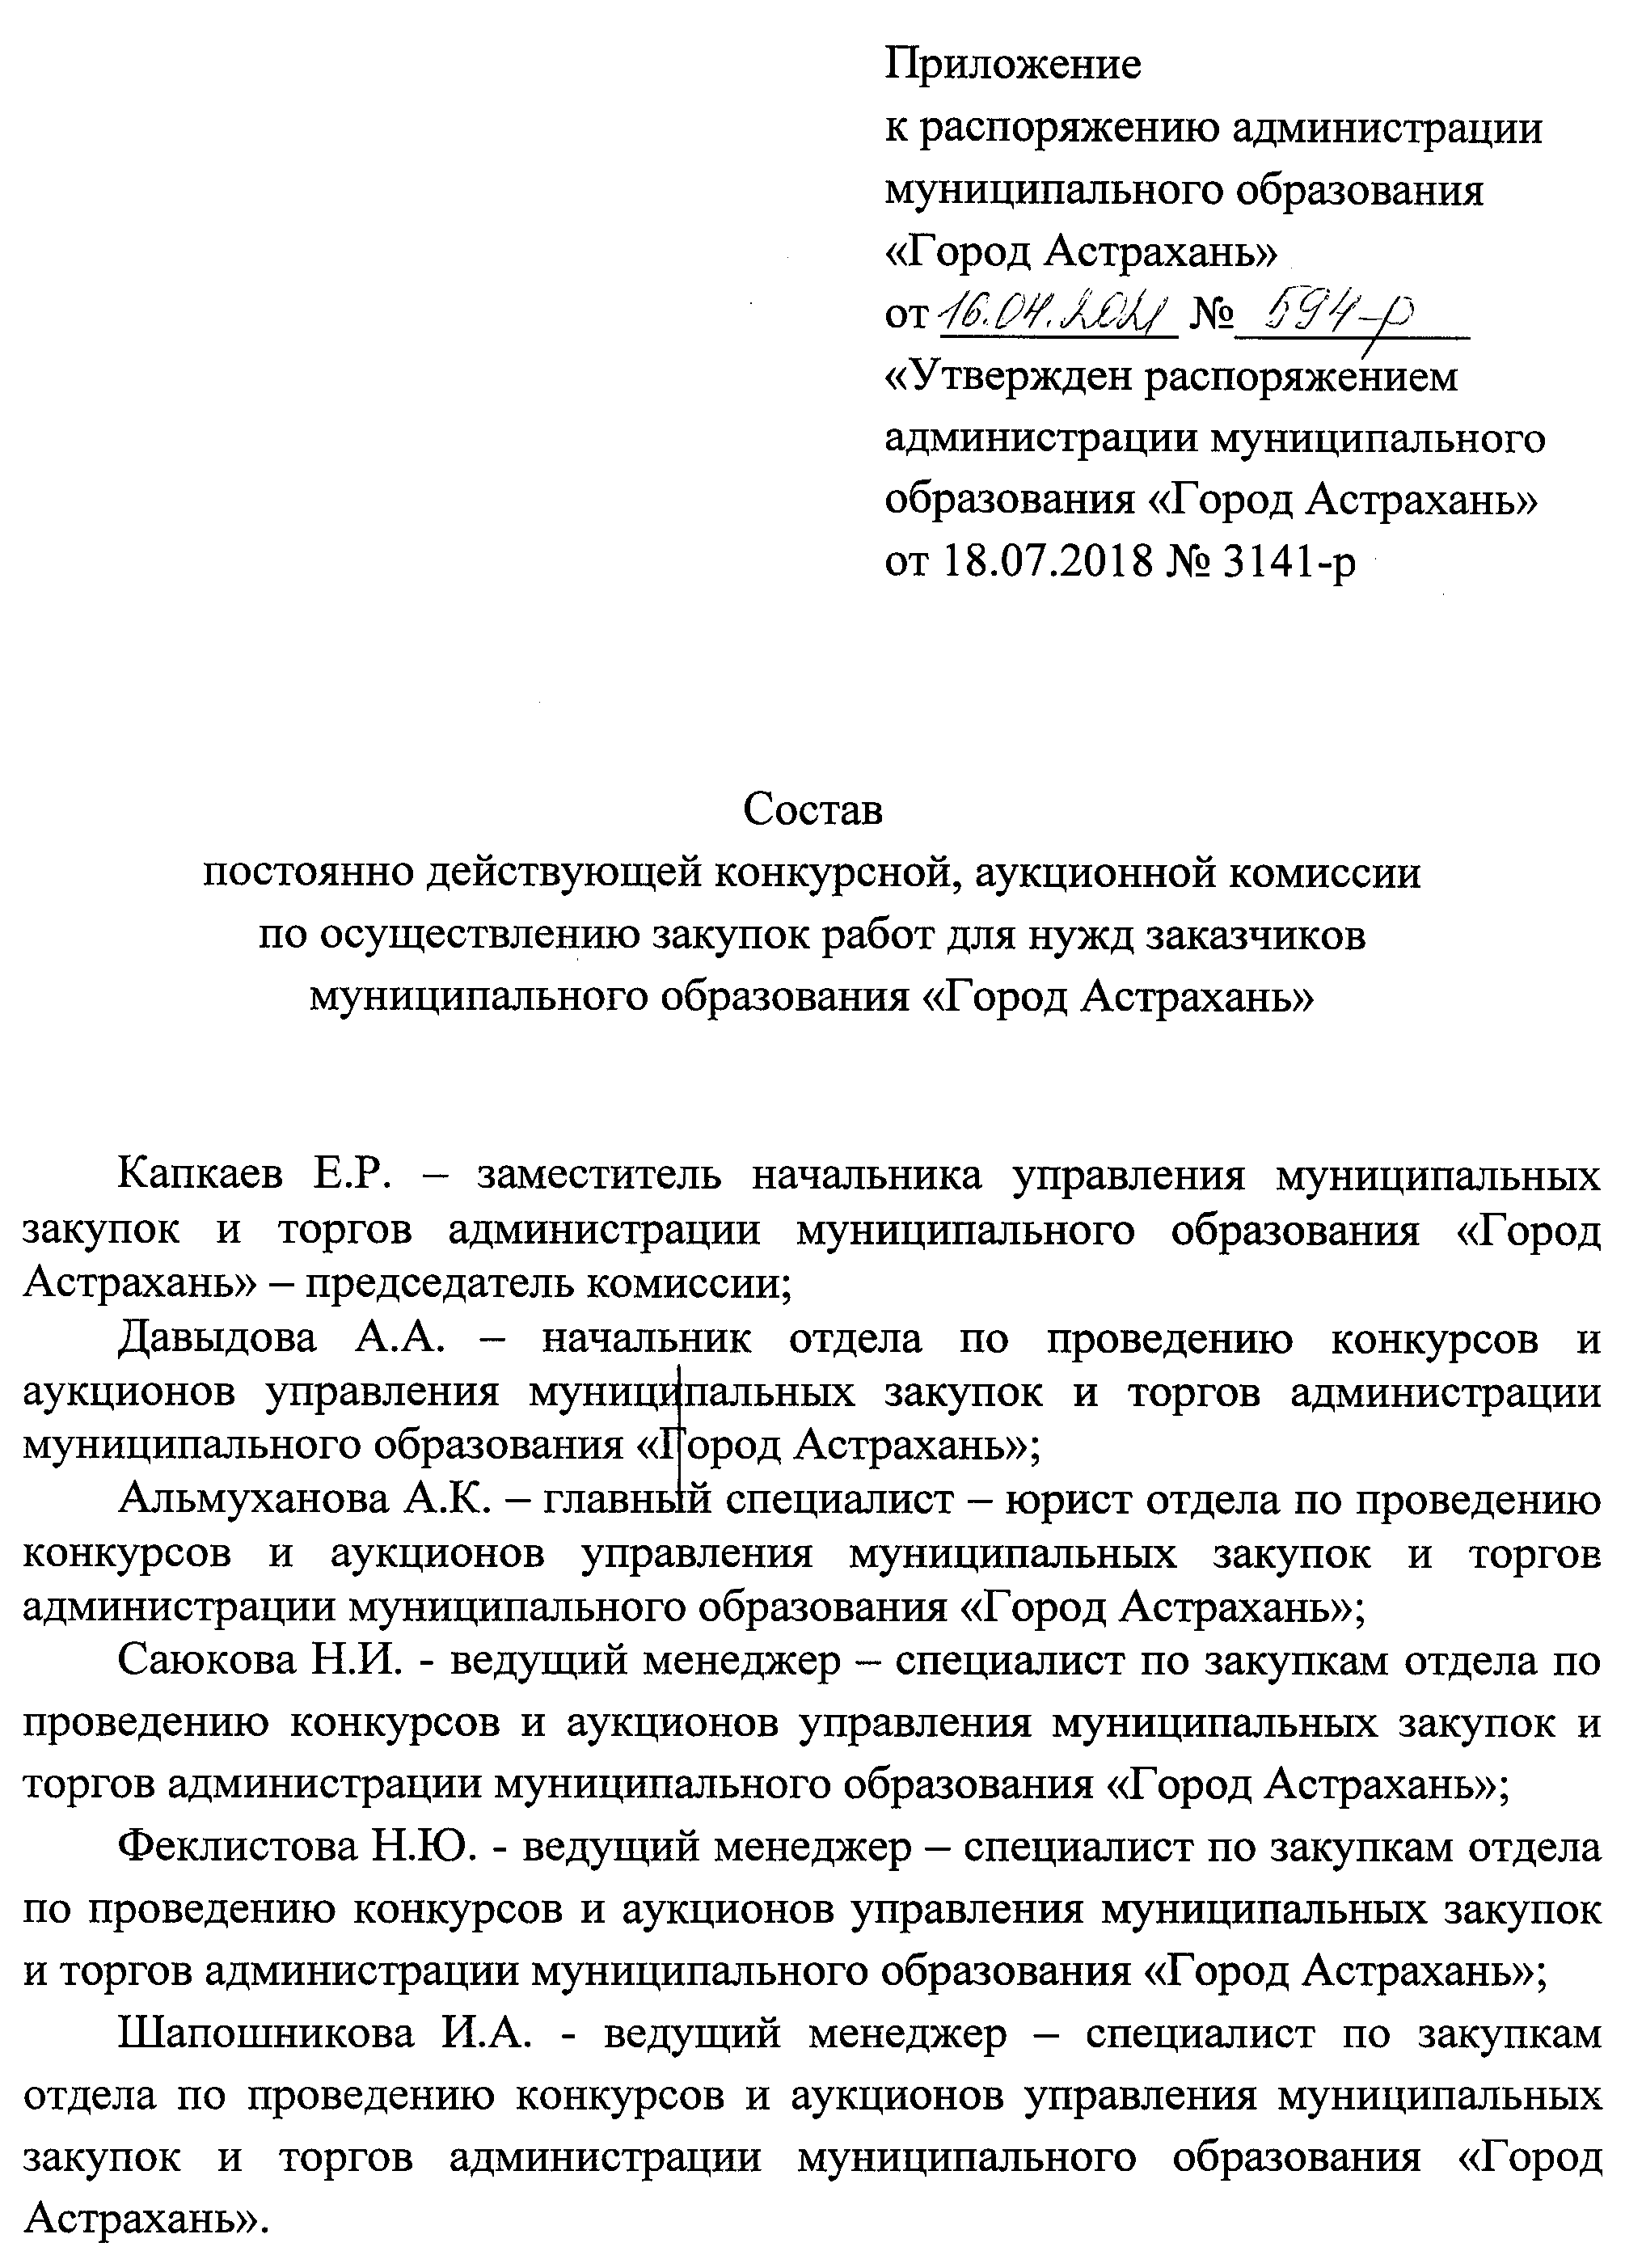 Приложение
к распоряжению администрации
муниципального образования
«Город Астрахань»
от 16.04.2021 № 594-р
«Утвержден распоряжением
администрации муниципального
образования «Город Астрахань»
от 18.07.2018 № 3141-р
Состав
постоянно действующей конкурсной, аукционной комиссии
по осуществлению закупок работ для нужд заказчиков
муниципального образования «Город Астрахань»
Капкаев Е.Р. – заместитель начальника управления муниципальных
закупок и торгов администрации муниципального образования «Город
Астрахань» – председатель комиссии;
Давыдова А.А. – начальник отдела по проведению конкурсов и
аукционов управления муниципальных закупок и торгов администрации
муниципального образования «Город Астрахань»;
Альмуханова А.К. – главный специалист – юрист отдела по проведению
конкурсов и аукционов управления муниципальных закупок и торгов
администрации муниципального образования «Город Астрахань»;
Саюкова Н.И. - ведущий менеджер – специалист по закупкам отдела по
проведению конкурсов и аукционов управления муниципальных закупок и
торгов администрации муниципального образования «Город Астрахань»;
Феклистова Н.Ю. - ведущий менеджер – специалист по закупкам отдела
по проведению конкурсов и аукционов управления муниципальных закупок
и торгов администрации муниципального образования «Город Астрахань»;
Шапошникова И.А. - ведущий менеджер – специалист по закупкам
отдела по проведению конкурсов и аукционов управления муниципальных
закупок и торгов администрации муниципального образования «Город
Астрахань».